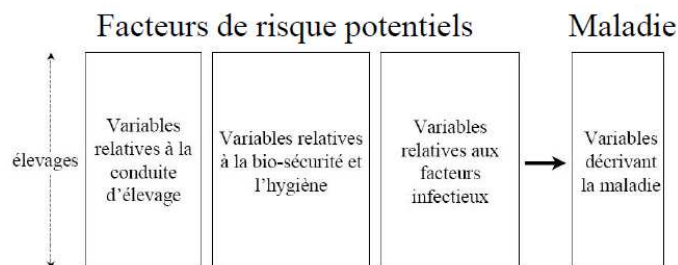 Facteurs de risque potentiels
Maladie
élevages
Variables
relatives à la
conduite
d'élevage
Variables relatives
à la bio-sécurité et
l'hygiène
Variables
relatives aux
facteurs
infectieux
Variables
décrivant
la maladie